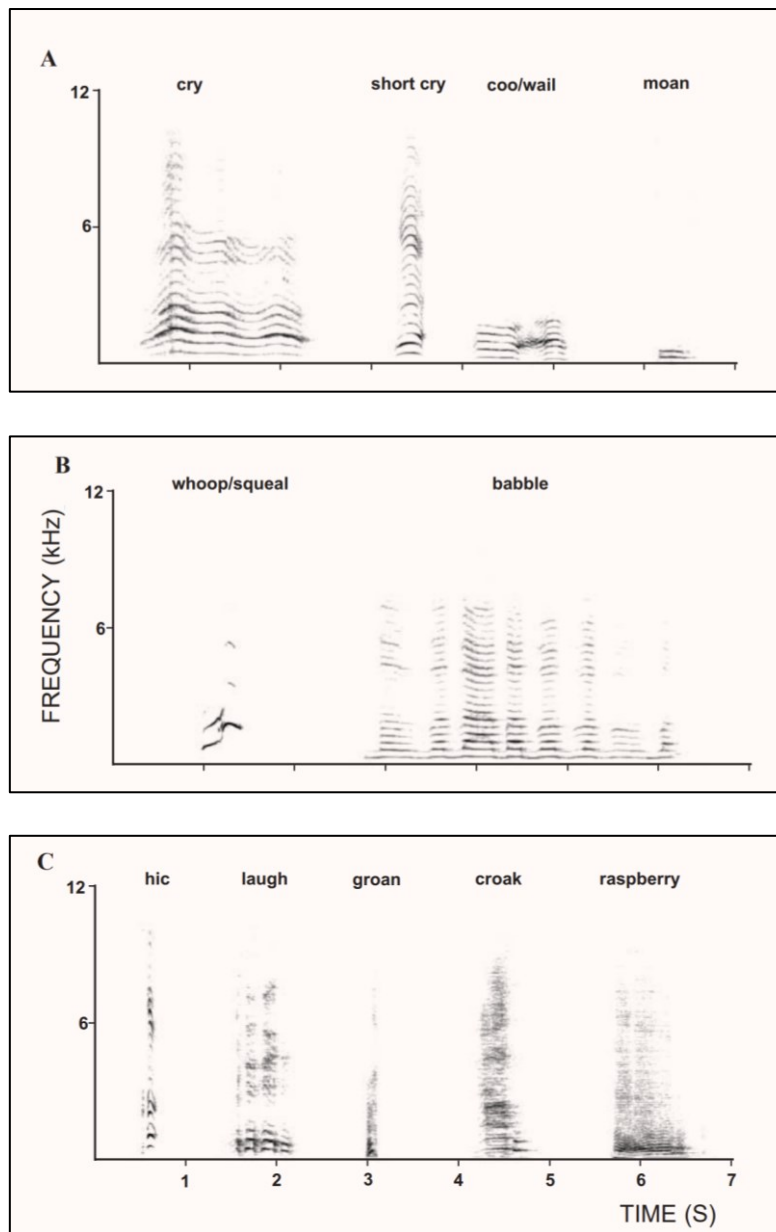 A
cry short cry coo/wail moan
12
6
B
whoop/squeal babble
12
6
FREQUENCY (kHz)
C
hic laugh groan croak raspberry
12
6
1 2 3 4 5 6 7
TIME (S)